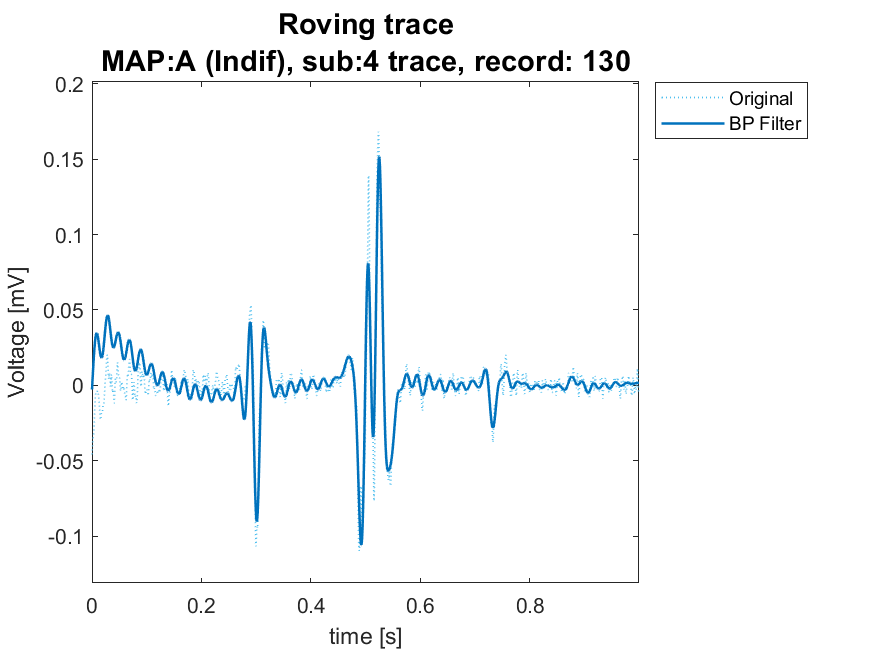 Roving trace
MAP:A (Indif), sub:4 trace, record: 130
Original
BP Filter
0.2
0.15
0.1
0.05
0
-0.05
-0.1
Voltage [mV]
0 0.2 0.4 0.6 0.8
time [s]